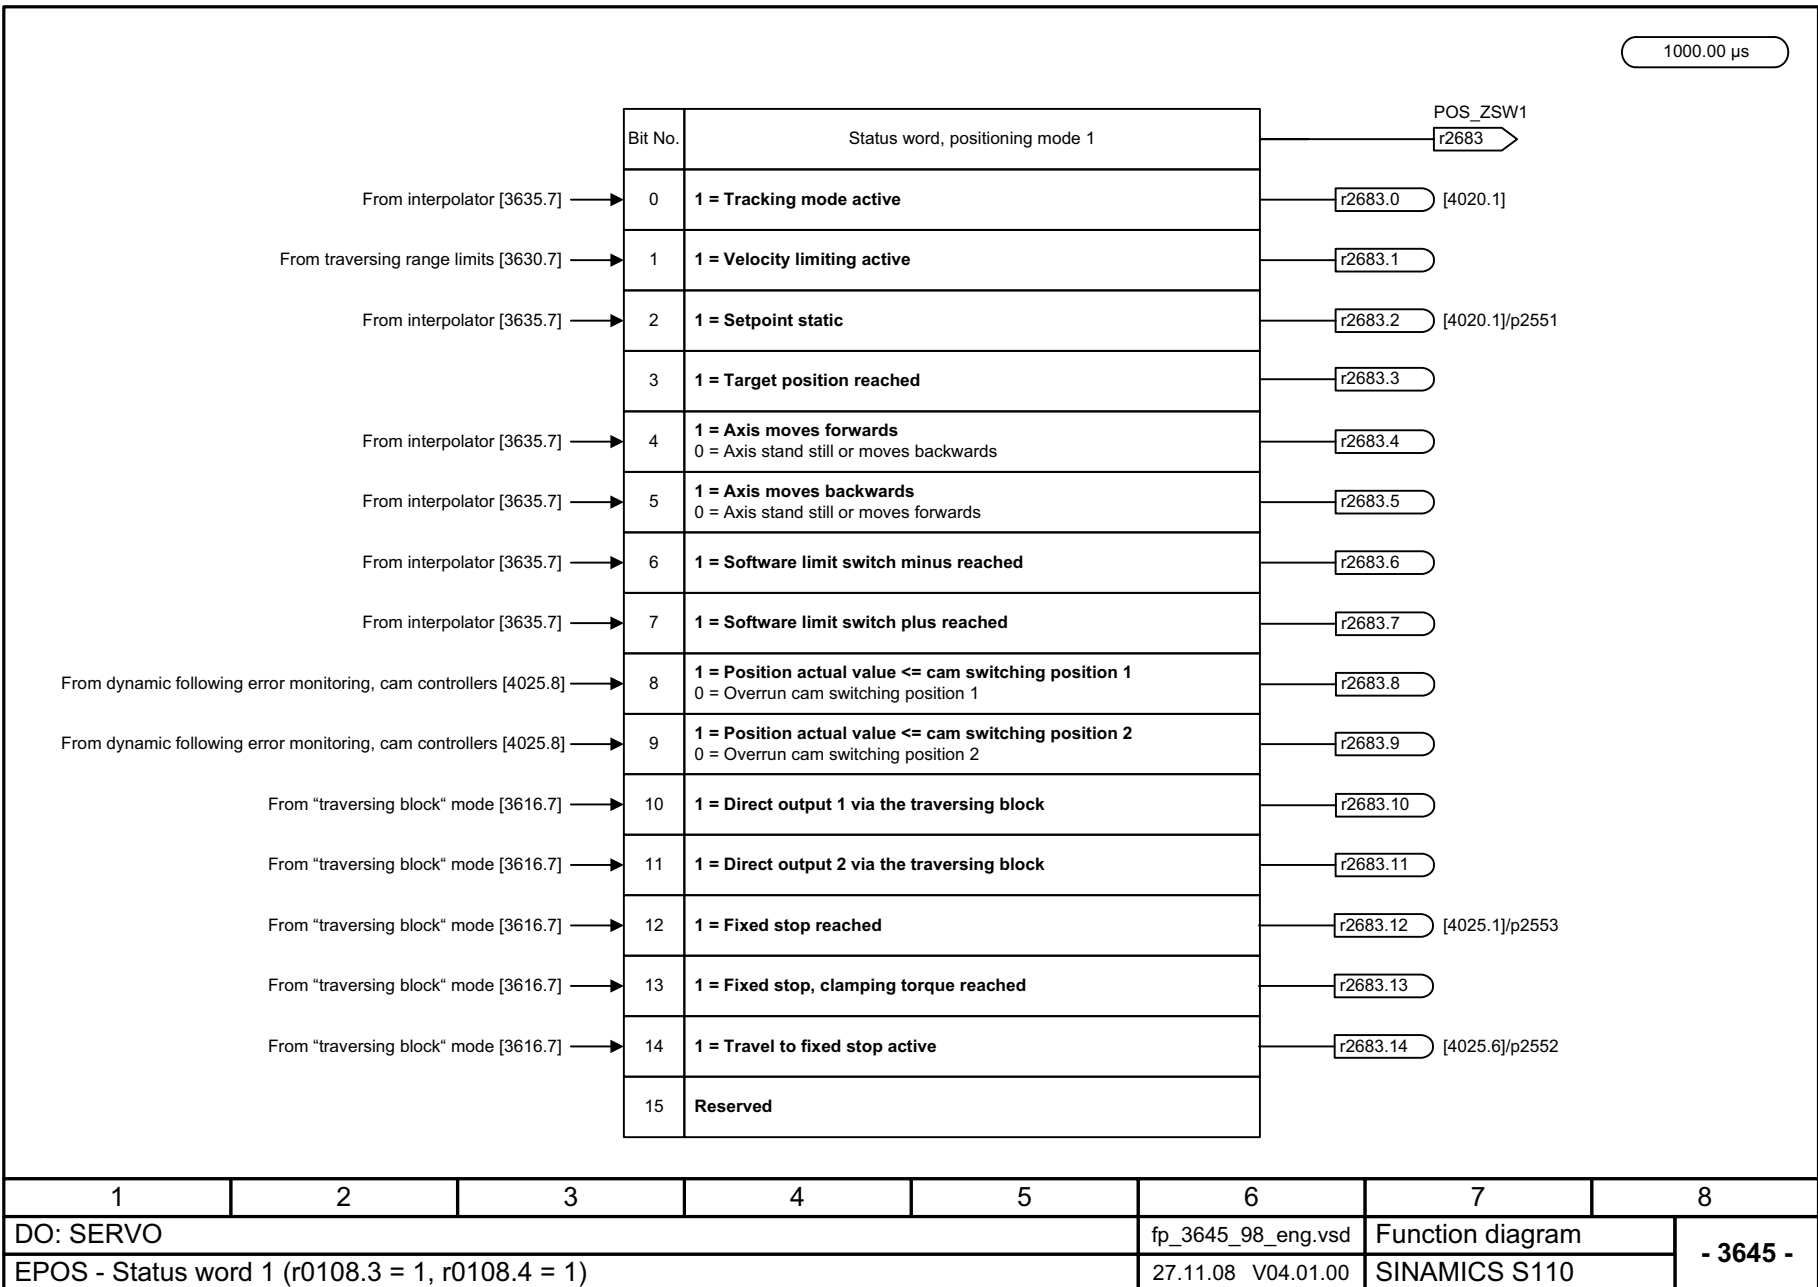 1000.00 µs
POS_ZSW1
Bit No. Status word, positioning mode 1 r2683
From interpolator [3635.7] 0 1 = Tracking mode active r2683.0 [4020.1]
From traversing range limits [3630.7] 1 1 = Velocity limiting active r2683.1
From interpolator [3635.7] 2 1 = Setpoint static r2683.2 [4020.1]/p2551
3 1 = Target position reached r2683.3
From interpolator [3635.7] 4 1 = Axis moves forwards r2683.4
0 = Axis stand still or moves backwards
From interpolator [3635.7] 5 1 = Axis moves backwards r2683.5
0 = Axis stand still or moves forwards
From interpolator [3635.7] 6 1 = Software limit switch minus reached r2683.6
From interpolator [3635.7] 7 1 = Software limit switch plus reached r2683.7
From dynamic following error monitoring, cam controllers [4025.8] 8 1 = Position actual value <= cam switching position 1 r2683.8
0 = Overrun cam switching position 1
From dynamic following error monitoring, cam controllers [4025.8] 9 1 = Position actual value <= cam switching position 2 r2683.9
0 = Overrun cam switching position 2
From “traversing block“ mode [3616.7] 10 1 = Direct output 1 via the traversing block r2683.10
From “traversing block“ mode [3616.7] 11 1 = Direct output 2 via the traversing block r2683.11
From “traversing block“ mode [3616.7] 12 1 = Fixed stop reached r2683.12 [4025.1]/p2553
From “traversing block“ mode [3616.7] 13 1 = Fixed stop, clamping torque reached r2683.13
From “traversing block“ mode [3616.7] 14 1 = Travel to fixed stop active r2683.14 [4025.6]/p2552
15 Reserved
1 2 3 4 5 6 7 8
DO: SERVO fp_3645_98_eng.vsd Function diagram - 3645 -
EPOS - Status word 1 (r0108.3 = 1, r0108.4 = 1) 27.11.08 V04.01.00 SINAMICS S110